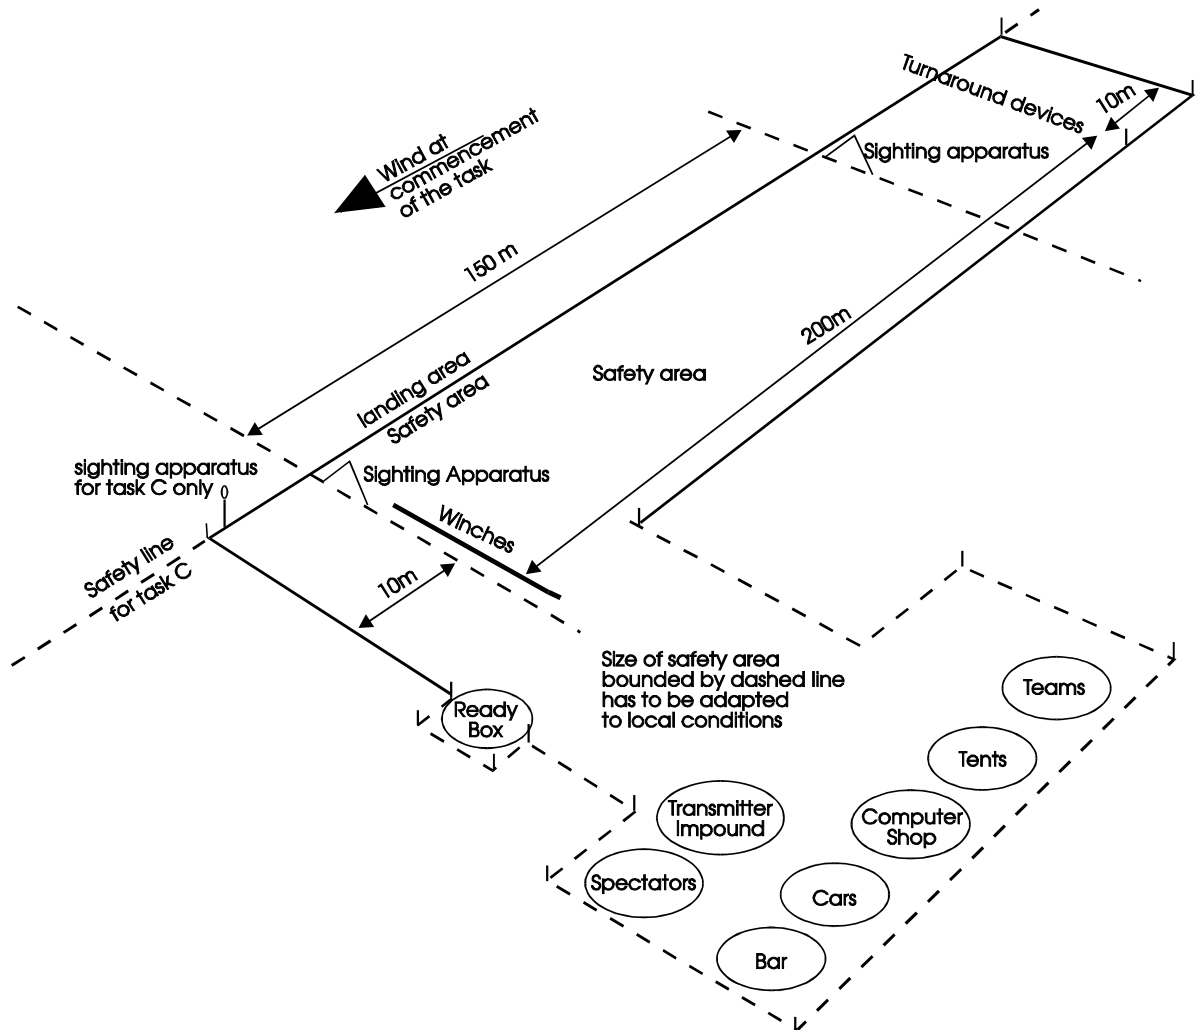 Turnaround devices
10m
Sighting apparatus
Wind at
commencement
of the task
150 m
200m
landing area
Safety area
Safety area
sighting apparatus
for task C only
Sighting Apparatus
Winches
Safety line
for task C
10m
Size of safety area
bounded by dashed line
has to be adapted
to local conditions
Ready
Box
Teams
Tents
Transmitter
Impound
Computer
Shop
Spectators
Cars
Bar